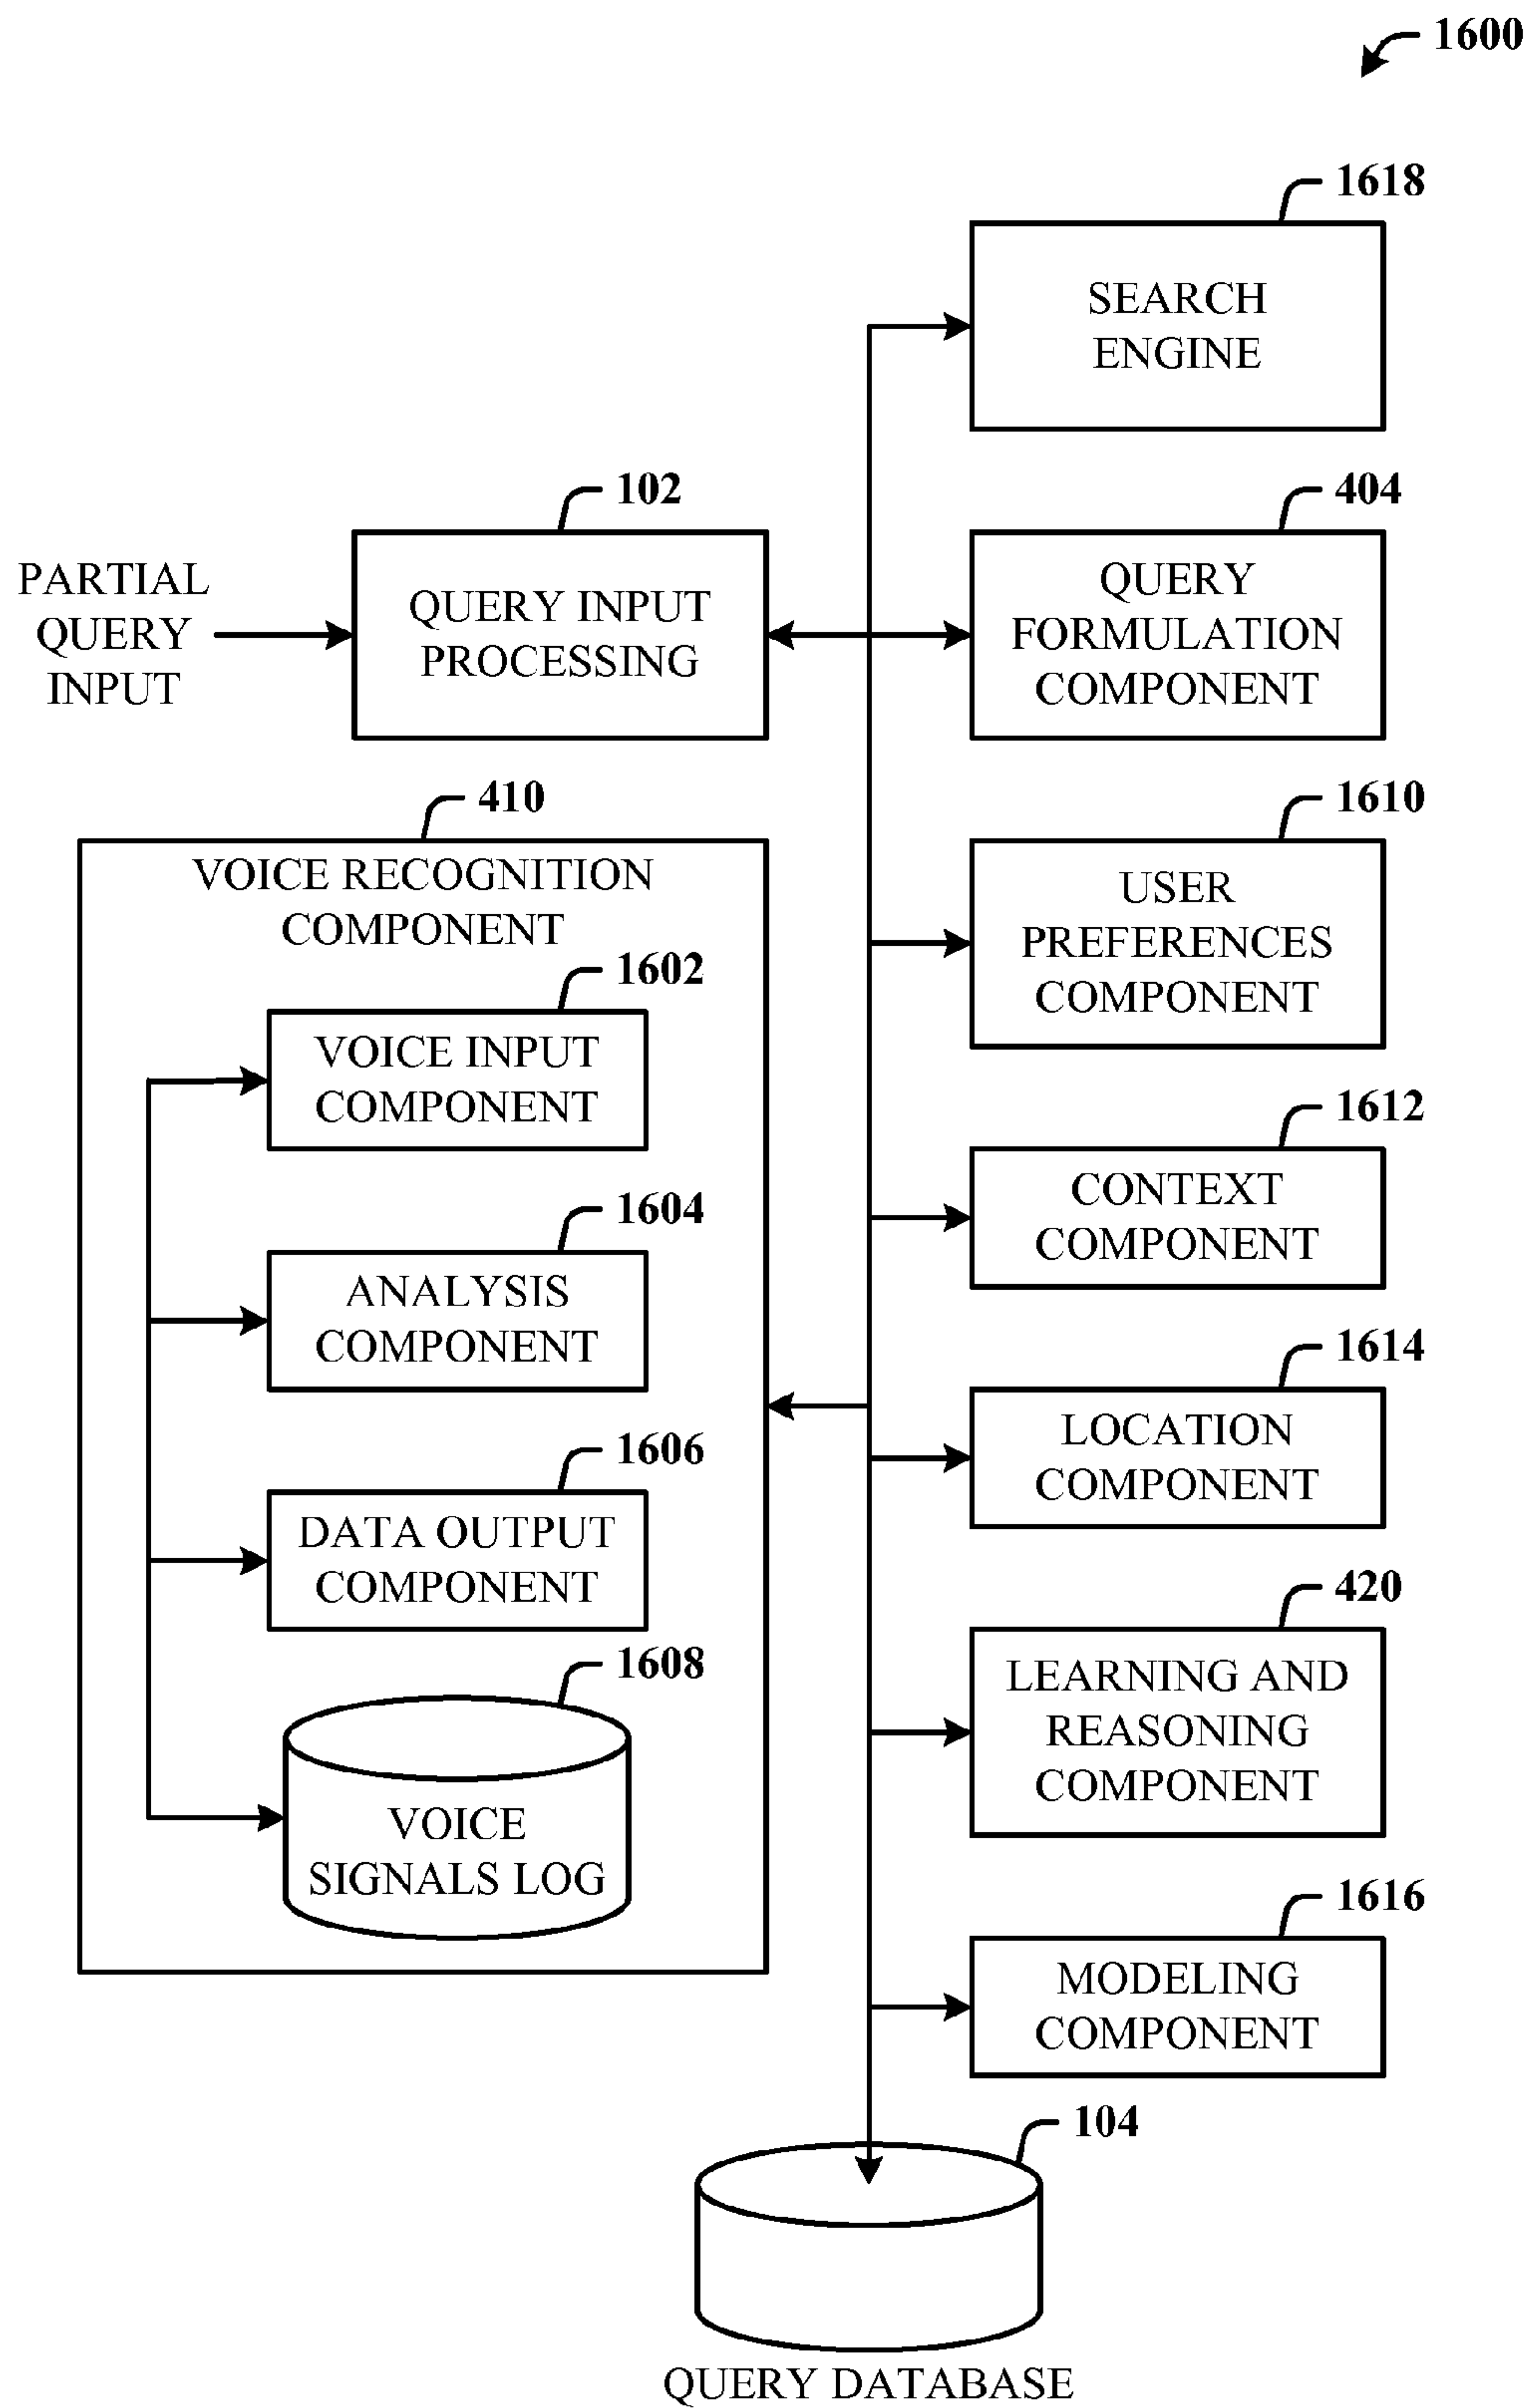 1600
1618
SEARCH
ENGINE
102
QUERY INPUT
PROCESSING
404
QUERY
FORMULATION
COMPONENT
PARTIAL
QUERY
INPUT
410
VOICE RECOGNITION
COMPONENT
1602
VOICE INPUT
COMPONENT
1604
ANALYSIS
COMPONENT
1606
DATA OUTPUT
COMPONENT
1608
VOICE
SIGNALS LOG
1610
USER
PREFERENCES
COMPONENT
1612
CONTEXT
COMPONENT
1614
LOCATION
COMPONENT
420
LEARNING AND
REASONING
COMPONENT
1616
MODELING
COMPONENT
104
QUERY DATABASE